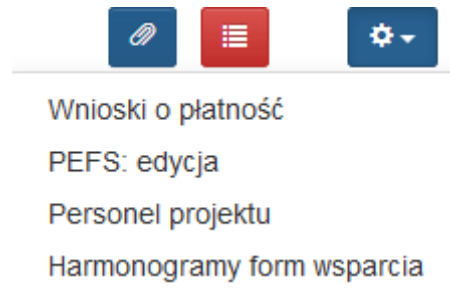 Wnioski o płatność
PEFS: edycja
Personel projektu
Harmonogramy form wsparcia